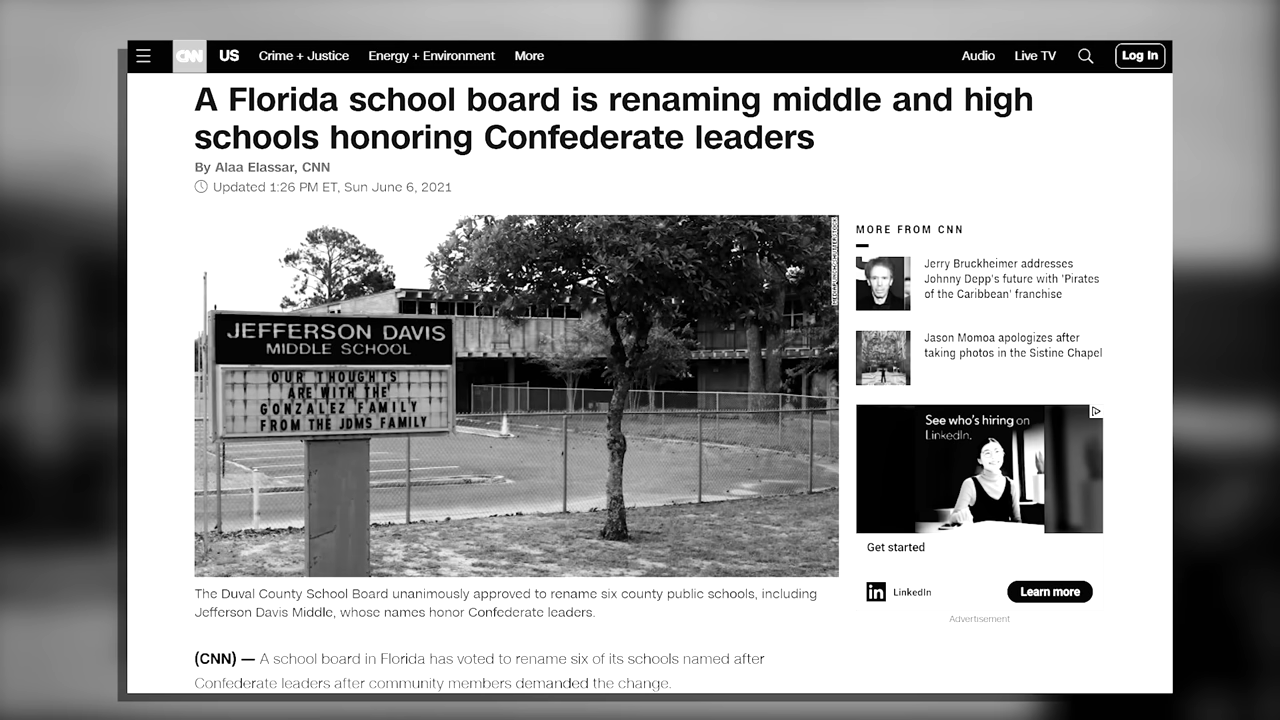 CNN US Crime + Justice Energy + Environment More Audio Live TV Log In
A Florida school board is renaming middle and high
schools honoring Confederate leaders
By Alaa Elassar, CNN
Updated 1:26 PM ET, Sun June 6, 2021
JEFFERSON DAVIS
MIDDLE SCHOOL
OUR THOUGHTS
ARE WITH THE
GONZALEZ FAMILY
FROM THE JDMS FAMILY
The Duval County School Board unanimously approved to rename six county public schools, including
Jefferson Davis Middle, whose names honor Confederate leaders.
(CNN) — A school board in Florida has voted to rename six of its schools named after
Confederate leaders after community members demanded the change.
MORE FROM CNN
Jerry Bruckheimer addresses
Johnny Depp's future with 'Pirates
of the Caribbean' franchise
Jason Momoa apologizes after
taking photos in the Sistine Chapel
See who's hiring on
LinkedIn.
Get started
in LinkedIn Learn more
Advertisement